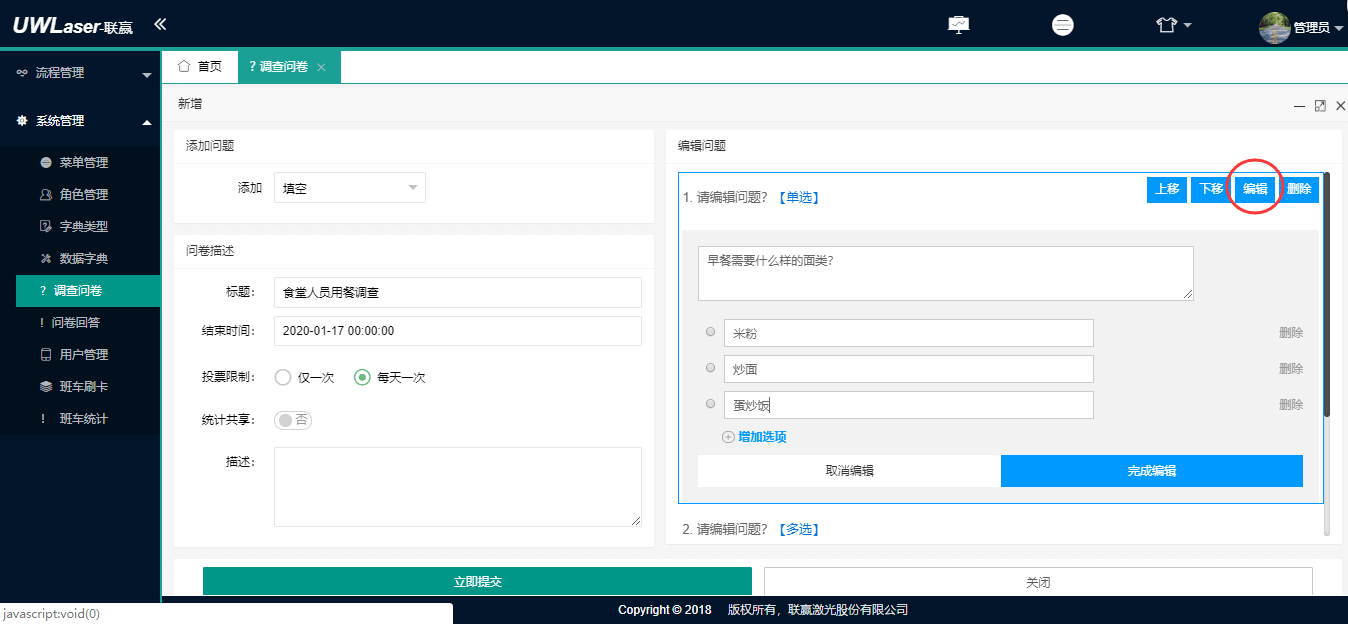 UWLaser-联赢
管理员
流程管理
系统管理
菜单管理
角色管理
字典类型
数据字典
? 调查问卷
! 问卷回答
用户管理
班车刷卡
! 班车统计
首页
? 调查问卷 ×
新增
添加问题
添加 填空
问卷描述
标题： 食堂人员用餐调查
结束时间： 2020-01-17 00:00:00
投票限制： 仅一次 每天一次
统计共享： 否
描述：
编辑问题
1. 请编辑问题? 【单选】
上移 下移 编辑 删除
早餐需要什么样的面类?
米粉 删除
炒面 删除
蛋炒饭 删除
增加选项
取消编辑 完成编辑
2. 请编辑问题? 【多选】
立即提交 关闭
javascript:void(0)
Copyright © 2018 版权所有，联赢激光股份有限公司